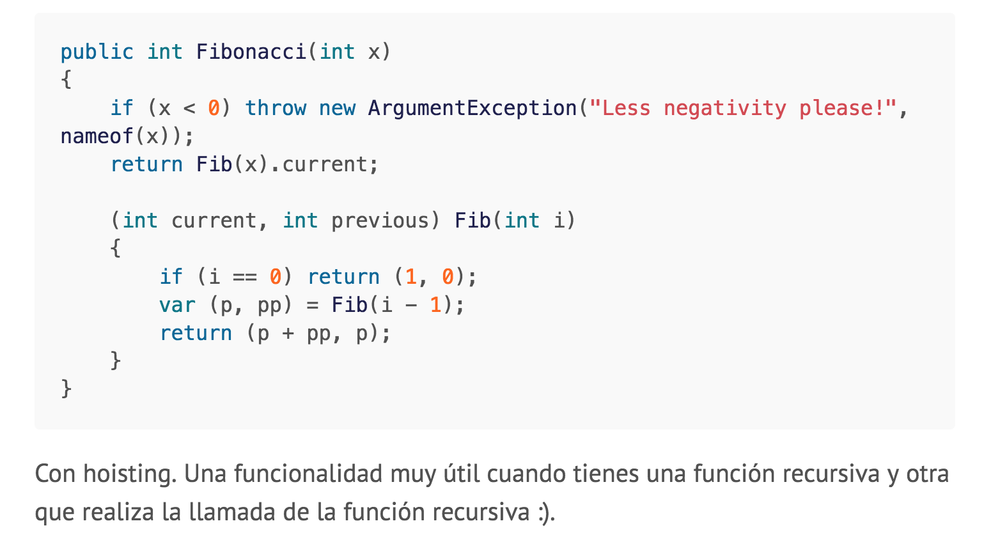 public int Fibonacci(int x)
{
    if (x < 0) throw new ArgumentException("Less negativity please!",
nameof(x));
    return Fib(x).current;

    (int current, int previous) Fib(int i)
    {
        if (i == 0) return (1, 0);
        var (p, pp) = Fib(i - 1);
        return (p + pp, p);
    }
}
Con hoisting. Una funcionalidad muy útil cuando tienes una función recursiva y otra
que realiza la llamada de la función recursiva :).